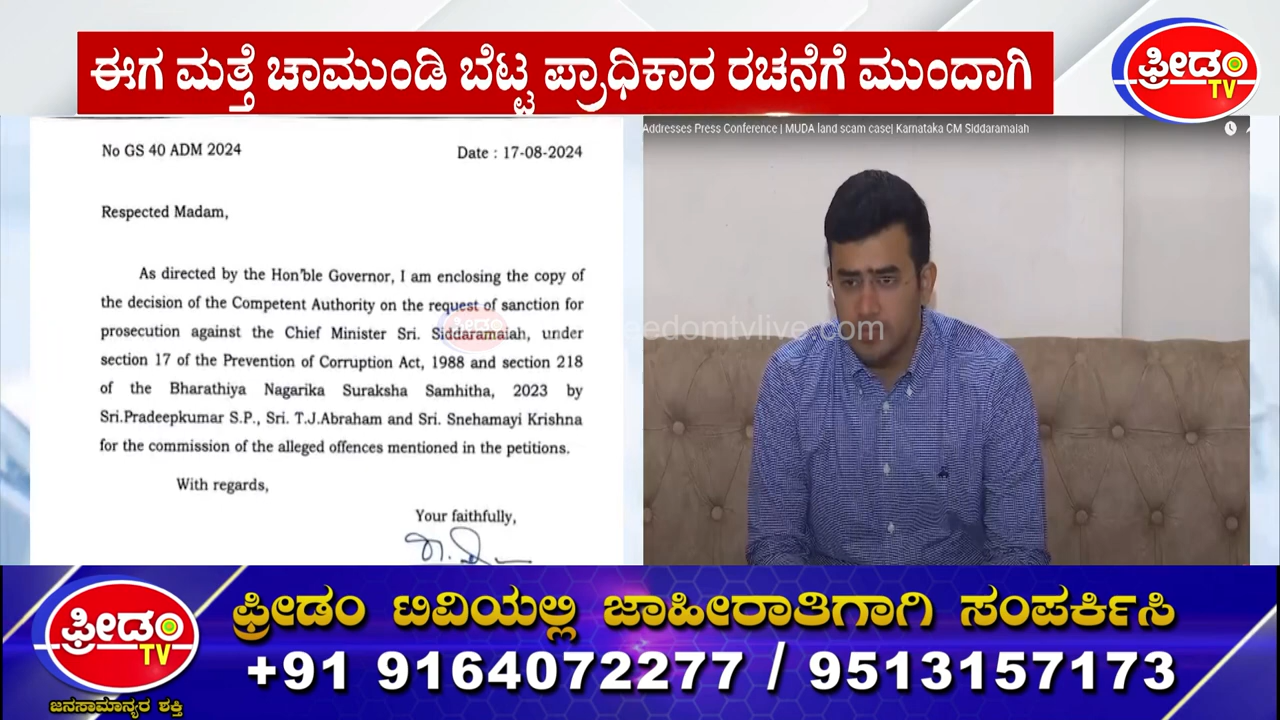 ಈಗ ಮತ್ತೆ ಚಾಮುಂಡಿ ಬೆಟ್ಟ ಪ್ರಾಧಿಕಾರ ರಚನೆಗೆ ಮುಂದಾಗಿ
ಫ್ರೀಡಂ
TV
No GS 40 ADM 2024
Date : 17-08-2024
Respected Madam,
As directed by the Hon'ble Governor, I am enclosing the copy of
the decision of the Competent Authority on the request of sanction for
prosecution against the Chief Minister Sri. Siddaramaiah, under
section 17 of the Prevention of Corruption Act, 1988 and section 218
of the Bharathiya Nagarika Suraksha Samhitha, 2023 by
Sri.Pradeepkumar S.P., Sri. T.J.Abraham and Sri. Snehamayi Krishna
for the commission of the alleged offences mentioned in the petitions.
With regards,
Your faithfully,
Addresses Press Conference | MUDA land scam case| Karnataka CM Siddaramaiah
ಫ್ರೀಡಂ
eedomtvlive.com
ಫ್ರೀಡಂ
TV
ಜನಸಾಮಾನ್ಯರ ಶಕ್ತಿ
ಫ್ರೀಡಂ ಟಿವಿಯಲ್ಲಿ ಜಾಹೀರಾತಿಗಾಗಿ ಸಂಪರ್ಕಿಸಿ
+91 9164072277 / 9513157173